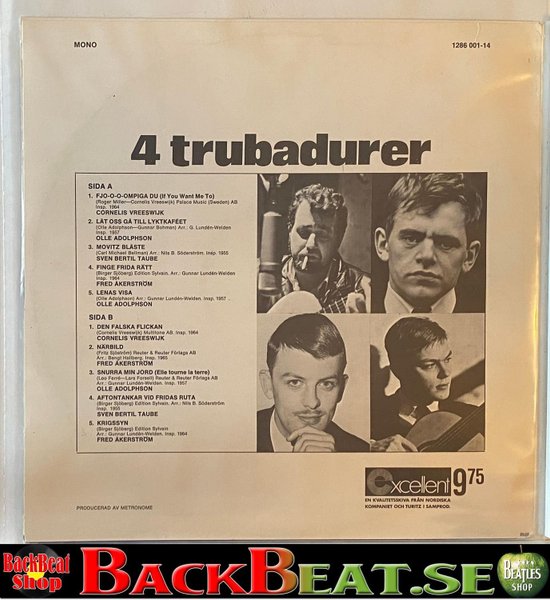 MONO
1286 001-14
4 trubadurer
SIDA A
1. FJO-O-O-OMPIGA DU (If You Want Me To)
(Roger Miller—Cornelis Vreeswijk) Palace Music (Sweden) AB
Insp. 1964
CORNELIS VREESWIJK
2. LÅT OSS GÅ TILL LYKTKAFÉET
(Olle Adolphson—Gunnar Bohman) Arr.: G. Lundén-Welden
Insp. 1957
OLLE ADOLPHSON
3. MOVITZ BLÅSTE
(Carl Michael Bellman) Arr.: Nils B. Söderström, Insp. 1955
SVEN BERTIL TAUBE
4. FINGE FRIDA RÄTT
(Birger Sjöberg) Edition Sylvain, Arr.: Gunnar Lundén-Welden
Insp. 1964
FRED ÅKERSTRÖM
5. LENAS VISA
(Olle Adolphson) Arr.: Gunnar Lundén-Welden, Insp. 1957
OLLE ADOLPHSON
SIDA B
1. DEN FALSKA FLICKAN
(Cornelis Vreeswijk) Multitone AB. Insp. 1964
CORNELIS VREESWIJK
2. NÄRBILD
(Fritz Sjöström) Reuter & Reuter Förlags AB
Arr.: Bengt Hallberg. Insp. 1965
3. SNURRA MIN JORD (Elle tourne la terre)
(Leo Ferré—Lars Forssell) Reuter & Reuter Förlags AB
Arr.: Gunnar Lundén-Welden. Insp. 1957
OLLE ADOLPHSON
4. AFTONTANKAR VID FRIDAS RUTA
(Birger Sjöberg) Edition Sylvain, Arr.: Nils B. Söderström
Insp. 1955
SVEN BERTIL TAUBE
5. KRIGSSYN
(Birger Sjöberg) Edition Sylvain
Arr.: Gunnar Lundén-Welden. Insp. 1964
FRED ÅKERSTRÖM
Excellent 9 75
EN KVALITETSSKIVA FRÅN NORDISKA
KOMPANIET OCH TURITZ I SAMPROD.
PRODUCERAD AV METRONOME
BackBeat Shop
BACKBEAT.SE
BEATLES SHOP